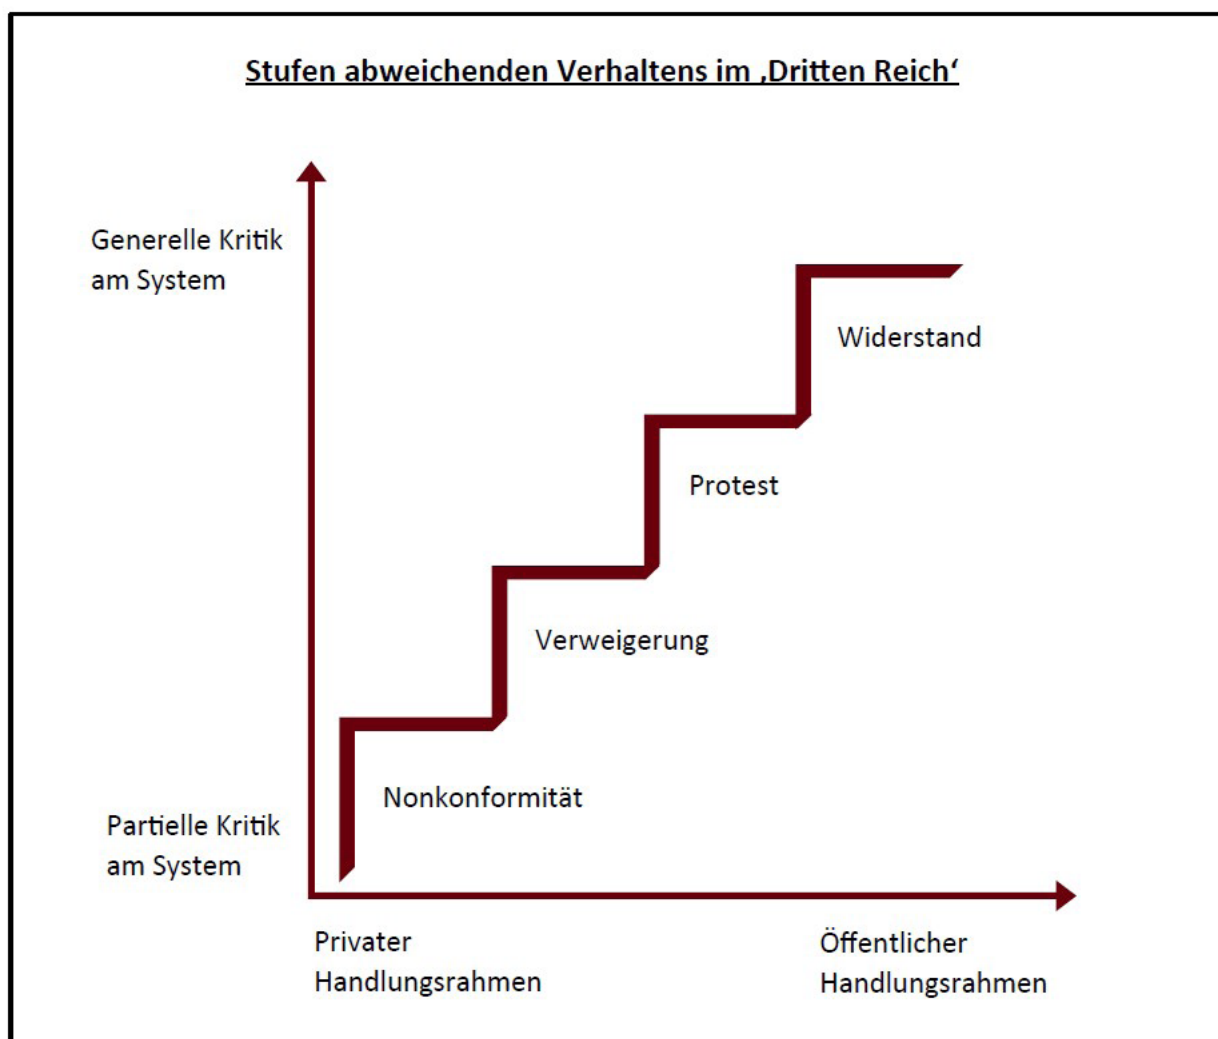 Stufen abweichenden Verhaltens im ‚Dritten Reich‘
Generelle Kritik
am System
Widerstand
Protest
Verweigerung
Nonkonformität
Partielle Kritik
am System
Privater
Handlungsrahmen
Öffentlicher
Handlungsrahmen